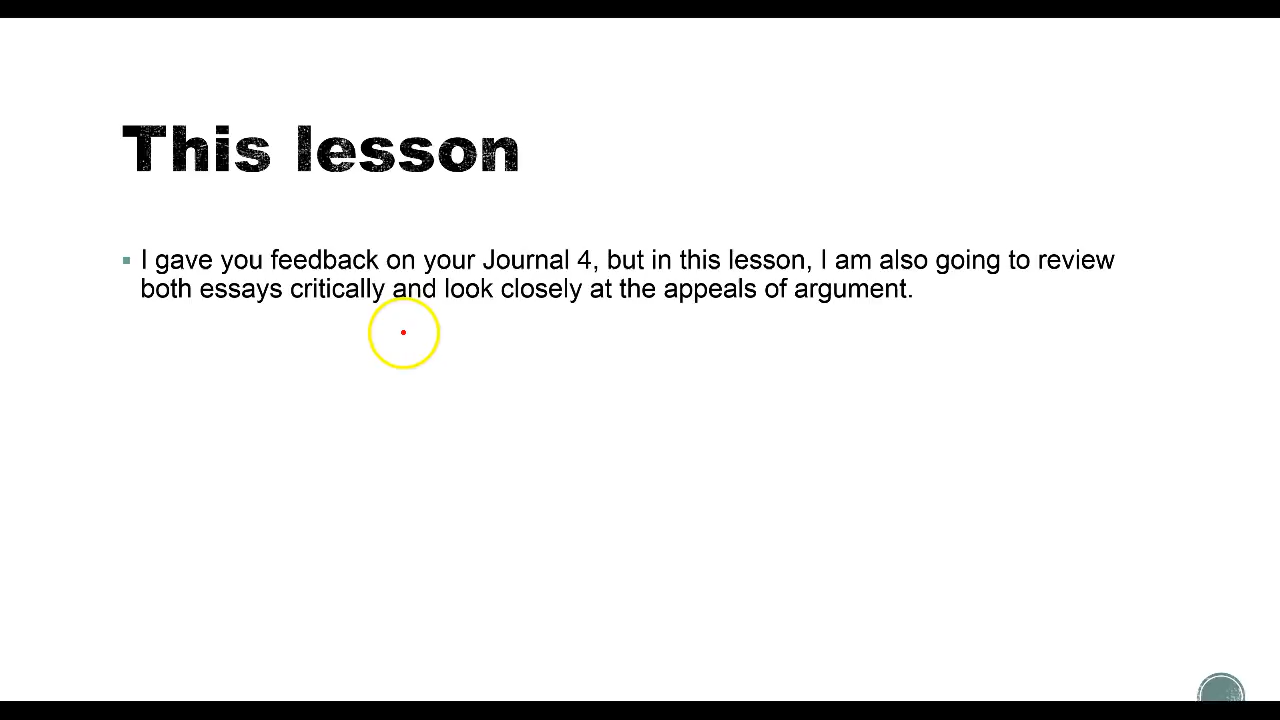 This lesson
I gave you feedback on your Journal 4, but in this lesson, I am also going to review
both essays critically and look closely at the appeals of argument.